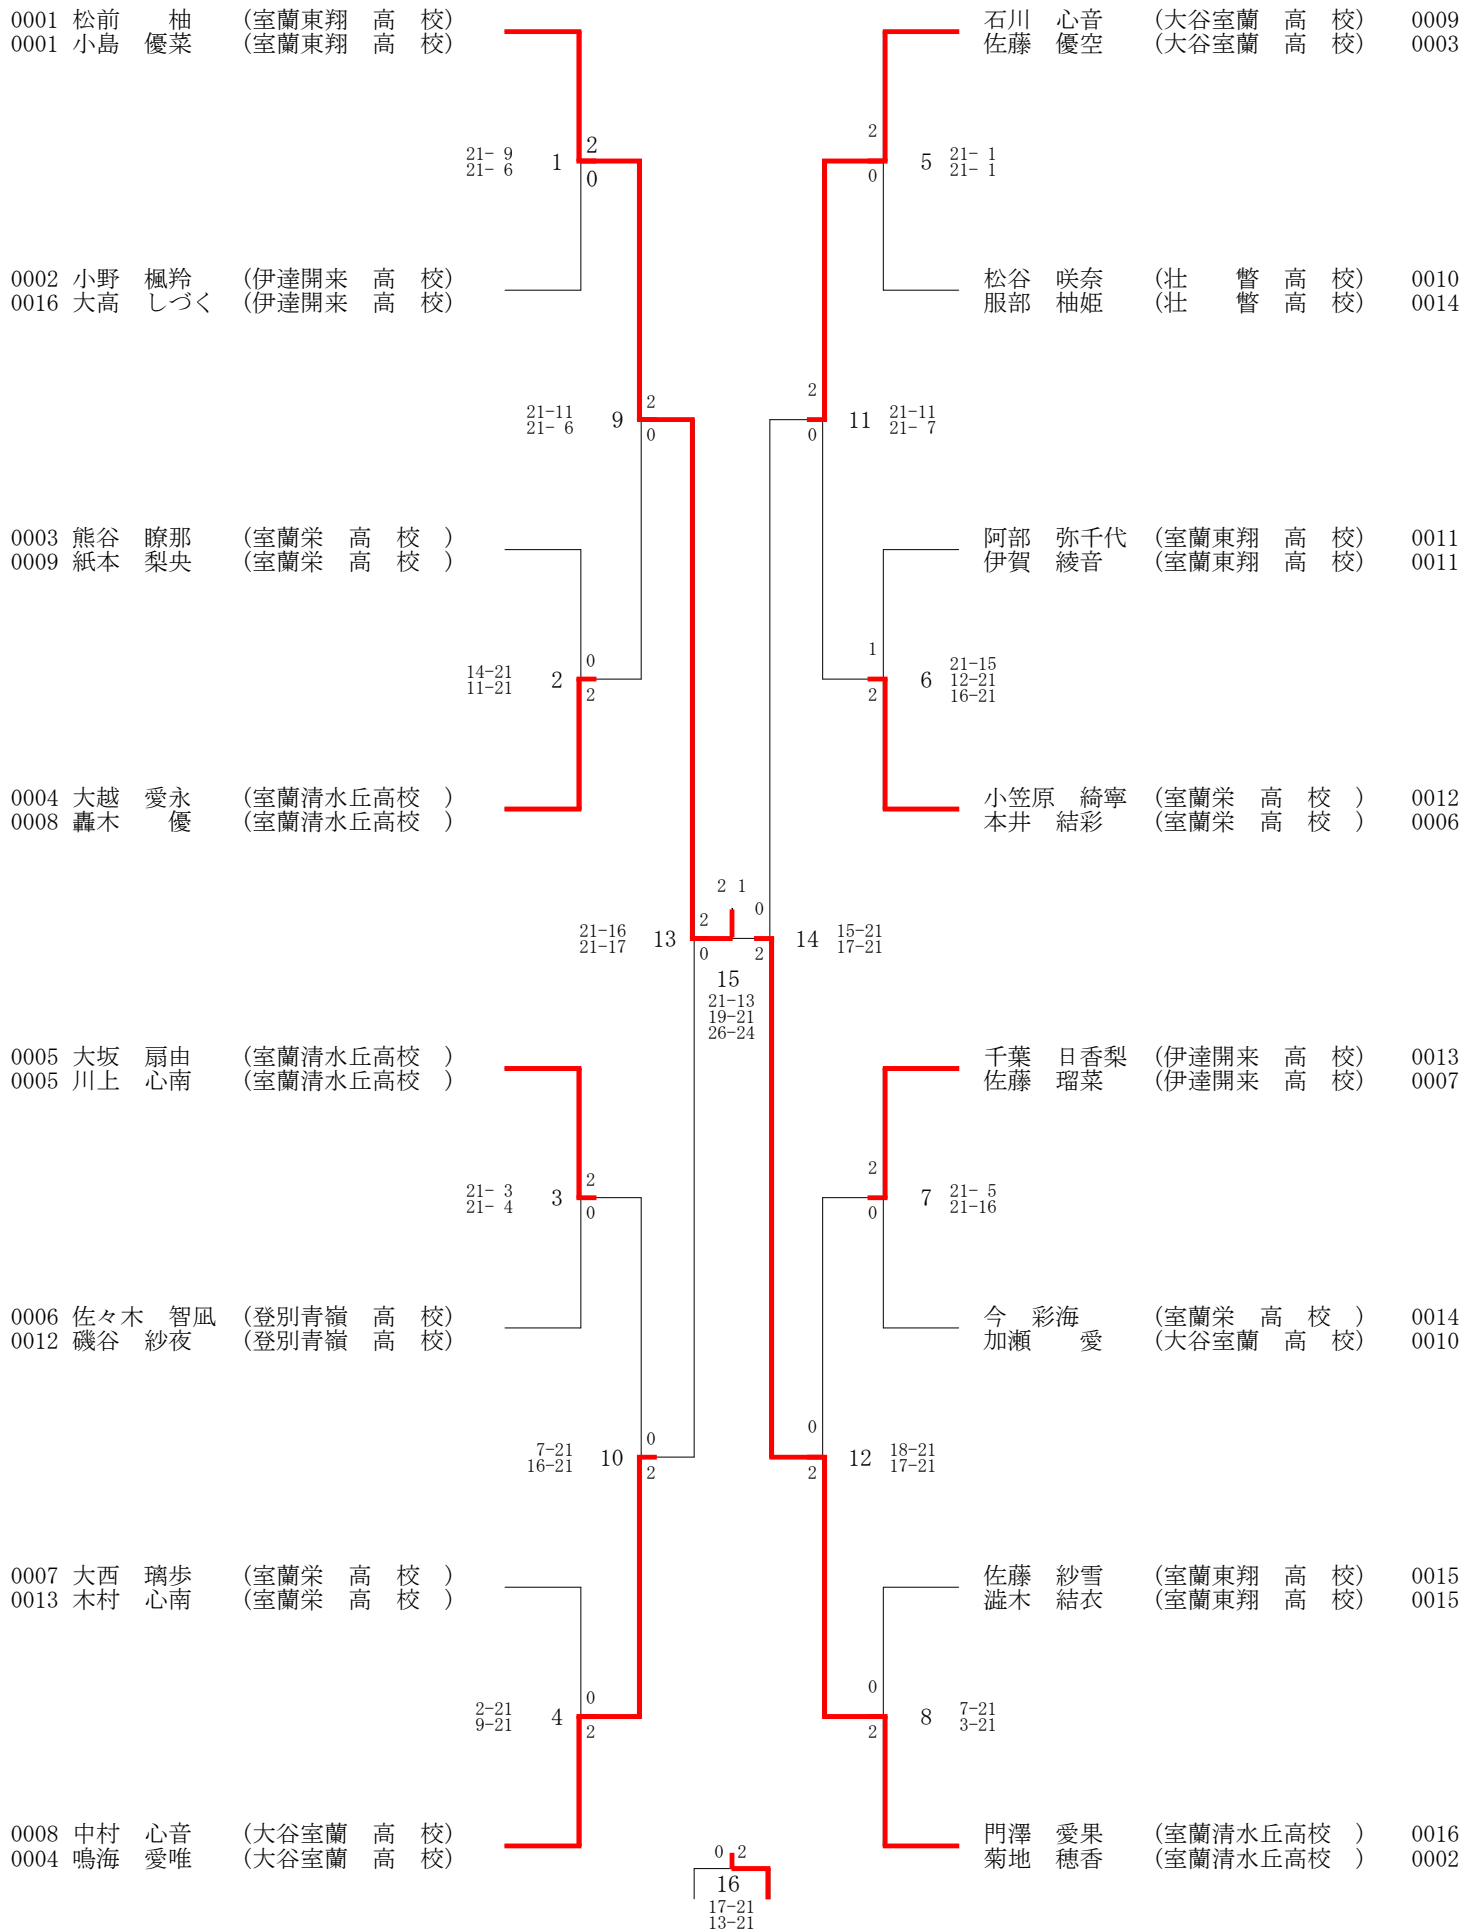 0001 松前　　柚　（室蘭東翔　高　校）
0001 小島　優菜　（室蘭東翔　高　校）
石川　心音　（大谷室蘭　高　校）　0009
佐藤　優空　（大谷室蘭　高　校）　0003
21- 9
21- 6
1
2
0
2
0
5
21- 1
21- 1
0002 小野　楓羚　（伊達開来　高　校）
0016 大高　しづく　（伊達開来　高　校）
松谷　咲奈　（壮　　瞥　高　校）　0010
服部　柚姫　（壮　　瞥　高　校）　0014
21-11
21- 6
9
2
0
2
0
11
21-11
21- 7
0003 熊谷　瞭那　（室蘭栄　高　校　）
0009 紙本　梨央　（室蘭栄　高　校　）
阿部　弥千代　（室蘭東翔　高　校）　0011
伊賀　綾音　（室蘭東翔　高　校）　0011
14-21
11-21
2
0
2
1
2
6
21-15
12-21
16-21
0004 大越　愛永　（室蘭清水丘高校　）
0008 轟木　　優　（室蘭清水丘高校　）
小笠原　綺寧　（室蘭栄　高　校　）　0012
本井　結彩　（室蘭栄　高　校　）　0006
21-16
21-17
13
2
0
2 1
15
21-13
19-21
26-24
0
2
14
15-21
17-21
0005 大坂　扇由　（室蘭清水丘高校　）
0005 川上　心南　（室蘭清水丘高校　）
千葉　日香梨　（伊達開来　高　校）　0013
佐藤　瑠菜　（伊達開来　高　校）　0007
21- 3
21- 4
3
2
0
2
0
7
21- 5
21-16
0006 佐々木　智凪　（登別青嶺　高　校）
0012 磯谷　紗夜　（登別青嶺　高　校）
今　彩海　（室蘭栄　高　校　）　0014
加瀬　　愛　（大谷室蘭　高　校）　0010
7-21
16-21
10
0
2
0
2
12
18-21
17-21
0007 大西　璃歩　（室蘭栄　高　校　）
0013 木村　心南　（室蘭栄　高　校　）
佐藤　紗雪　（室蘭東翔　高　校）　0015
澁木　結衣　（室蘭東翔　高　校）　0015
2-21
9-21
4
0
2
0
2
8
7-21
3-21
0008 中村　心音　（大谷室蘭　高　校）
0004 鳴海　愛唯　（大谷室蘭　高　校）
門澤　愛果　（室蘭清水丘高校　）　0016
菊地　穂香　（室蘭清水丘高校　）　0002
0 2
16
17-21
13-21